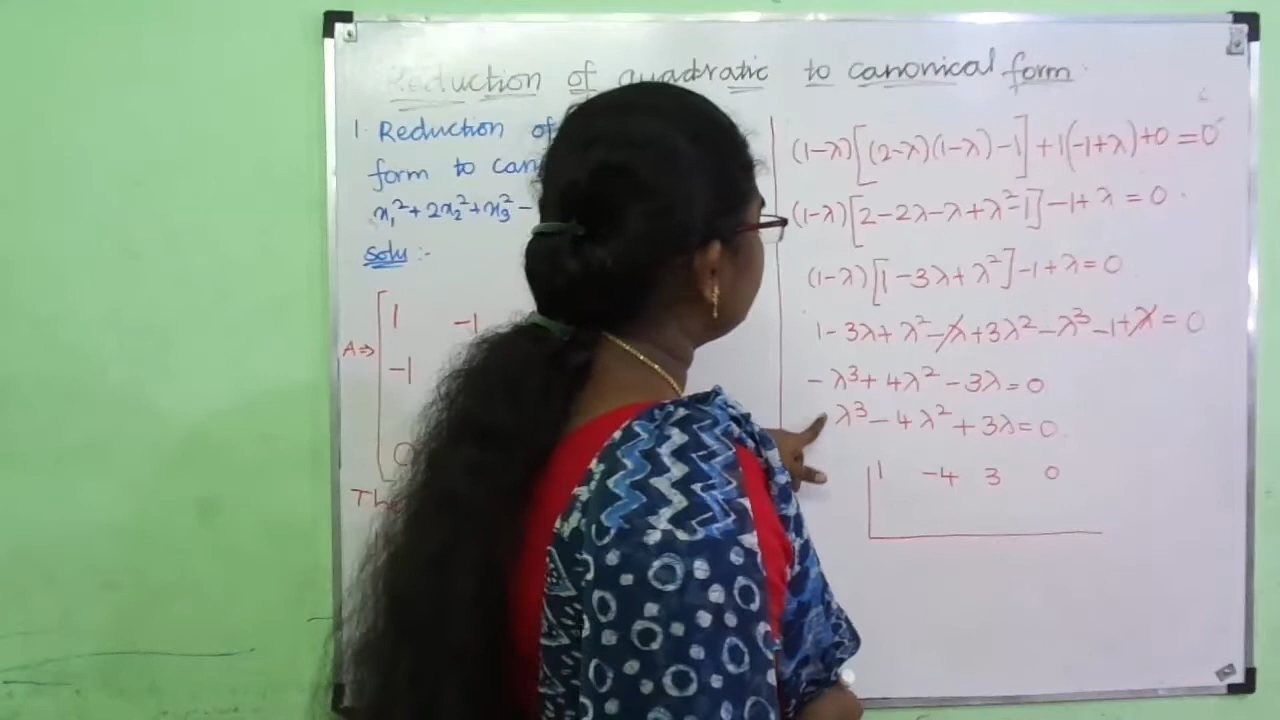 Reduction of quadratic to canonical form
1. Reduction of
form to can
x₁² + 2x₂² + x₃² -
Solu :-
A ⇒ 1 -1
-1
0
(1-λ)[(2-λ)(1-λ)-1] + 1(-1+λ) + 0 = 0
(1-λ)[2-2λ-λ+λ²-1] -1+λ = 0
(1-λ)[1-3λ+λ²] -1+λ = 0
1-3λ+λ²-λ+3λ²-λ³-1+λ = 0
-λ³+4λ²-3λ=0
λ³-4λ²+3λ=0
1 -4 3 0